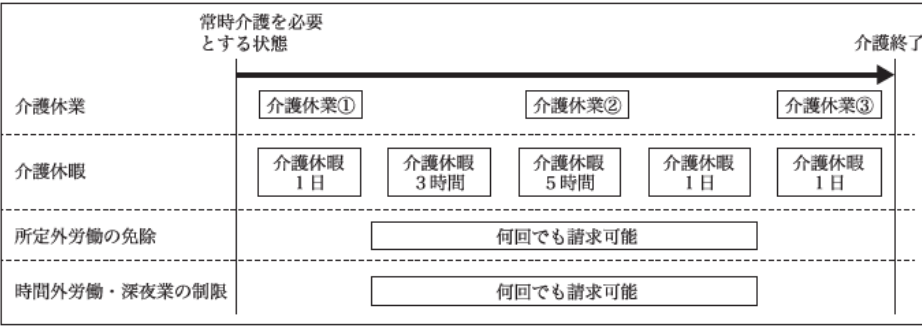 常時介護を必要
とする状態
介護終了
介護休業
介護休業①
介護休業②
介護休業③
介護休暇
介護休暇
1日
介護休暇
3時間
介護休暇
5時間
介護休暇
1日
介護休暇
1日
所定外労働の免除
何回でも請求可能
時間外労働・深夜業の制限
何回でも請求可能